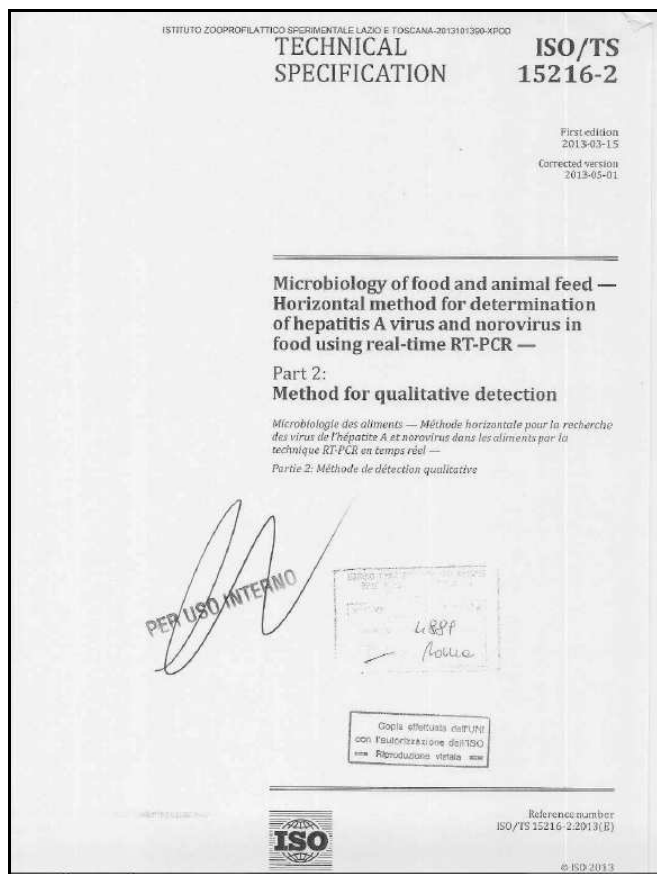 ISTITUTO ZOOPROFILATTICO SPERIMENTALE LAZIO E TOSCANA-2013101390-XPOD
TECHNICAL
SPECIFICATION
ISO/TS
15216-2
First edition
2013-03-15
Corrected version
2013-05-01
Microbiology of food and animal feed —
Horizontal method for determination
of hepatitis A virus and norovirus in
food using real-time RT-PCR —
Part 2:
Method for qualitative detection
Microbiologie des aliments — Méthode horizontale pour la recherche
des virus de l'hépatite A et norovirus dans les aliments par la
technique RT-PCR en temps réel —
Partie 2: Méthode de détection qualitative
PER USO INTERNO
4881
Roma
Copia effettuata dall'UNI
con l'autorizzazione dell'ISO
Riproduzione vietata
ISO
Reference number
ISO/TS 15216-2:2013(E)
© ISO 2013